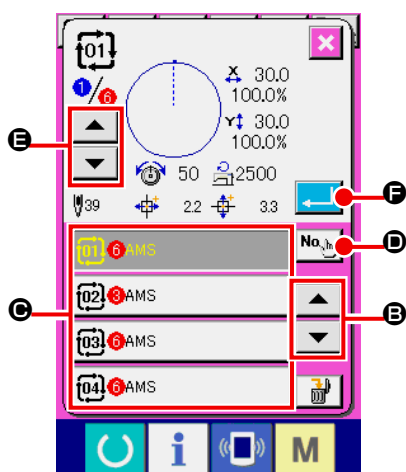 01
30.0
1/6
100.0%
E
30.0
100.0%
50
2500
39
2.2
3.3
F
01 6 AMS
No.
D
02 3 AMS
C
B
03 6 AMS
04 6 AMS
i
M